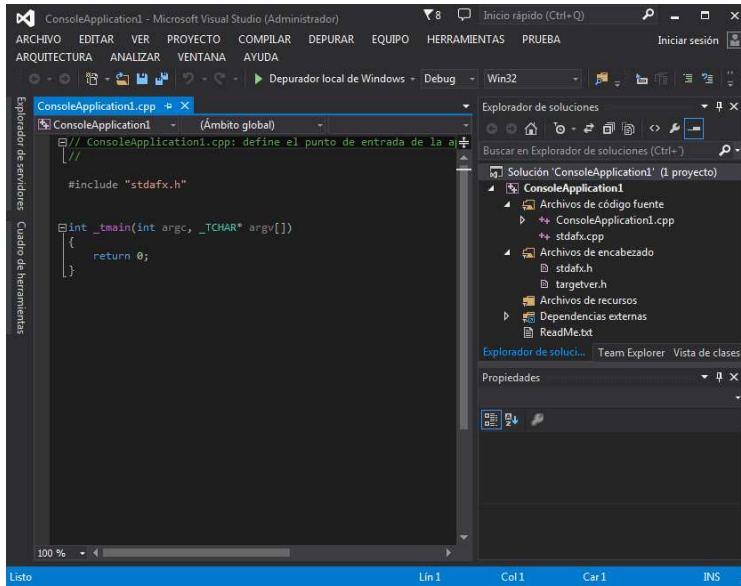 ConsoleApplication1 - Microsoft Visual Studio (Administrador)
8
Inicio rápido (Ctrl+Q)
ARCHIVO EDITAR VER PROYECTO COMPILAR DEPURAR EQUIPO HERRAMIENTAS PRUEBA
Iniciar sesión
ARQUITECTURA ANALIZAR VENTANA AYUDA
Depurador local de Windows Debug Win32
Explorador de servidores
Cuadro de herramientas
ConsoleApplication1.cpp
ConsoleApplication1 (Ámbito global)
// ConsoleApplication1.cpp: define el punto de entrada de la a
//
#include "stdafx.h"
int _tmain(int argc, _TCHAR* argv[])
{
return 0;
}
100 %
Explorador de soluciones
Buscar en Explorador de soluciones (Ctrl+´)
Solución 'ConsoleApplication1' (1 proyecto)
ConsoleApplication1
Archivos de código fuente
ConsoleApplication1.cpp
stdafx.cpp
Archivos de encabezado
stdafx.h
targetver.h
Archivos de recursos
Dependencias externas
ReadMe.txt
Explorador de soluci... Team Explorer Vista de clases
Propiedades
Listo Lín 1 Col 1 Car 1 INS